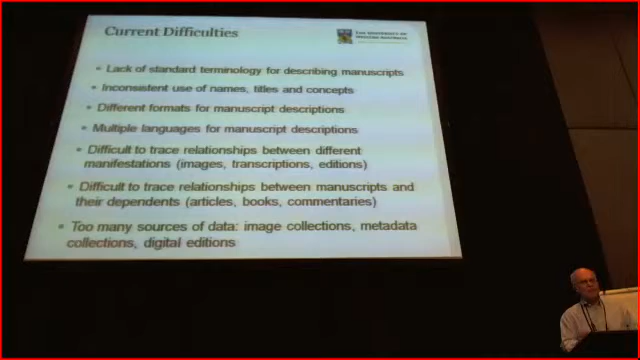 Current Difficulties
THE UNIVERSITY OF
WESTERN AUSTRALIA
• Lack of standard terminology for describing manuscripts
• Inconsistent use of names, titles and concepts
• Different formats for manuscript descriptions
• Multiple languages for manuscript descriptions
• Difficult to trace relationships between different
manifestations (images, transcriptions, editions)
• Difficult to trace relationships between manuscripts and
their dependents (articles, books, commentaries)
• Too many sources of data: image collections, metadata
collections, digital editions